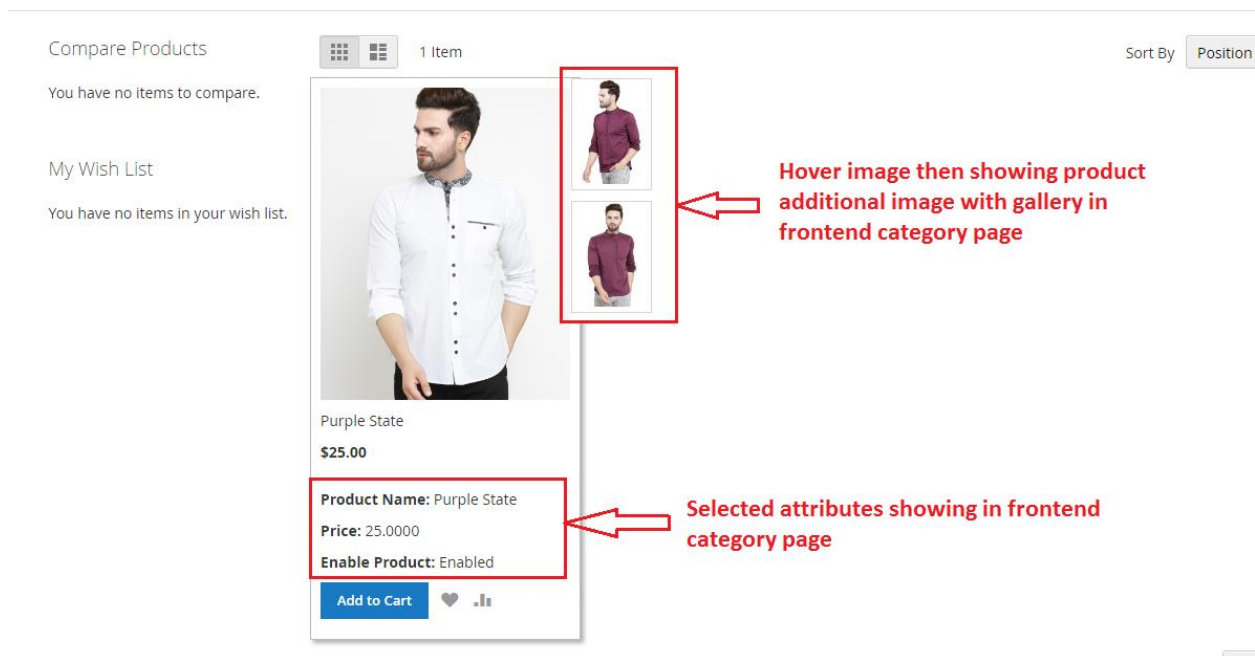 Compare Products
1 Item
Sort By Position
You have no items to compare.
My Wish List
You have no items in your wish list.
Hover image then showing product
additional image with gallery in
frontend category page
Purple State
$25.00
Product Name: Purple State
Price: 25.0000
Enable Product: Enabled
Selected attributes showing in frontend
category page
Add to Cart